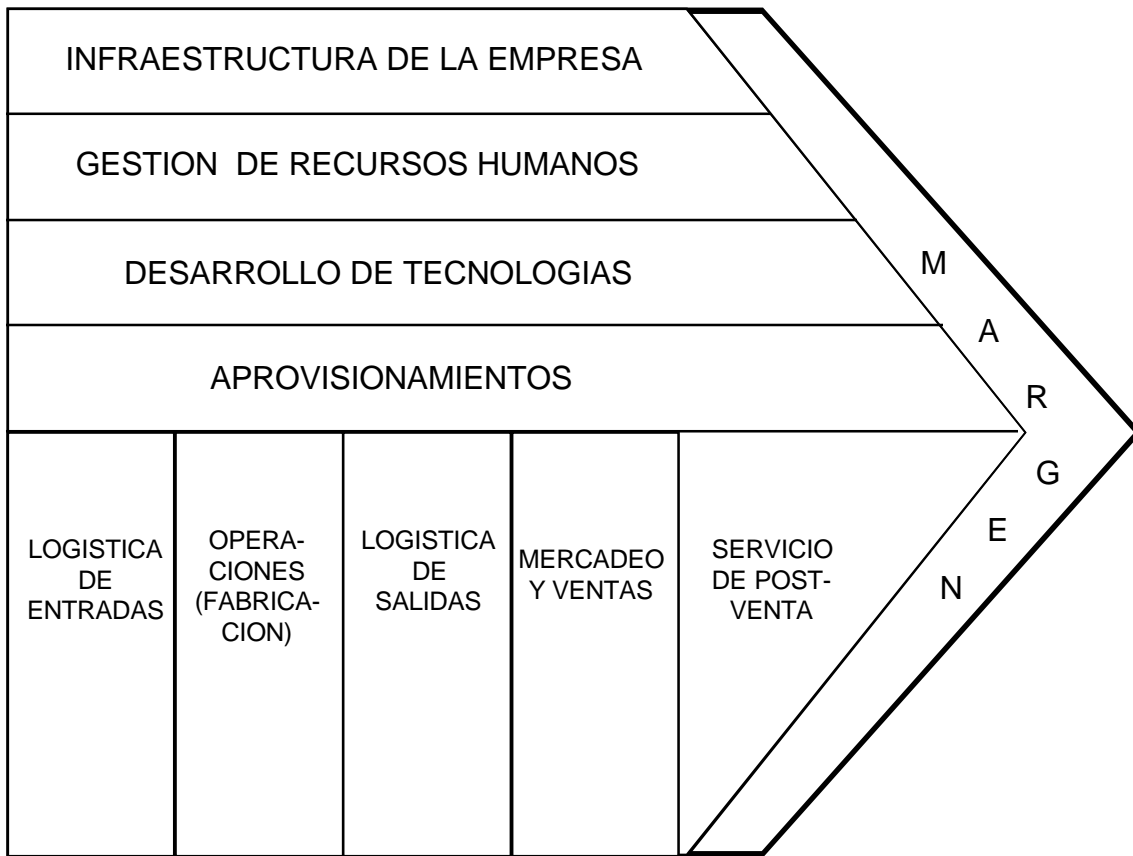 INFRAESTRUCTURA DE LA EMPRESA
GESTION DE RECURSOS HUMANOS
DESARROLLO DE TECNOLOGIAS
APROVISIONAMIENTOS
LOGISTICA
DE
ENTRADAS
OPERA-
CIONES
(FABRICA-
CION)
LOGISTICA
DE
SALIDAS
MERCADEO
Y VENTAS
SERVICIO
DE POST-
VENTA
MARGEN